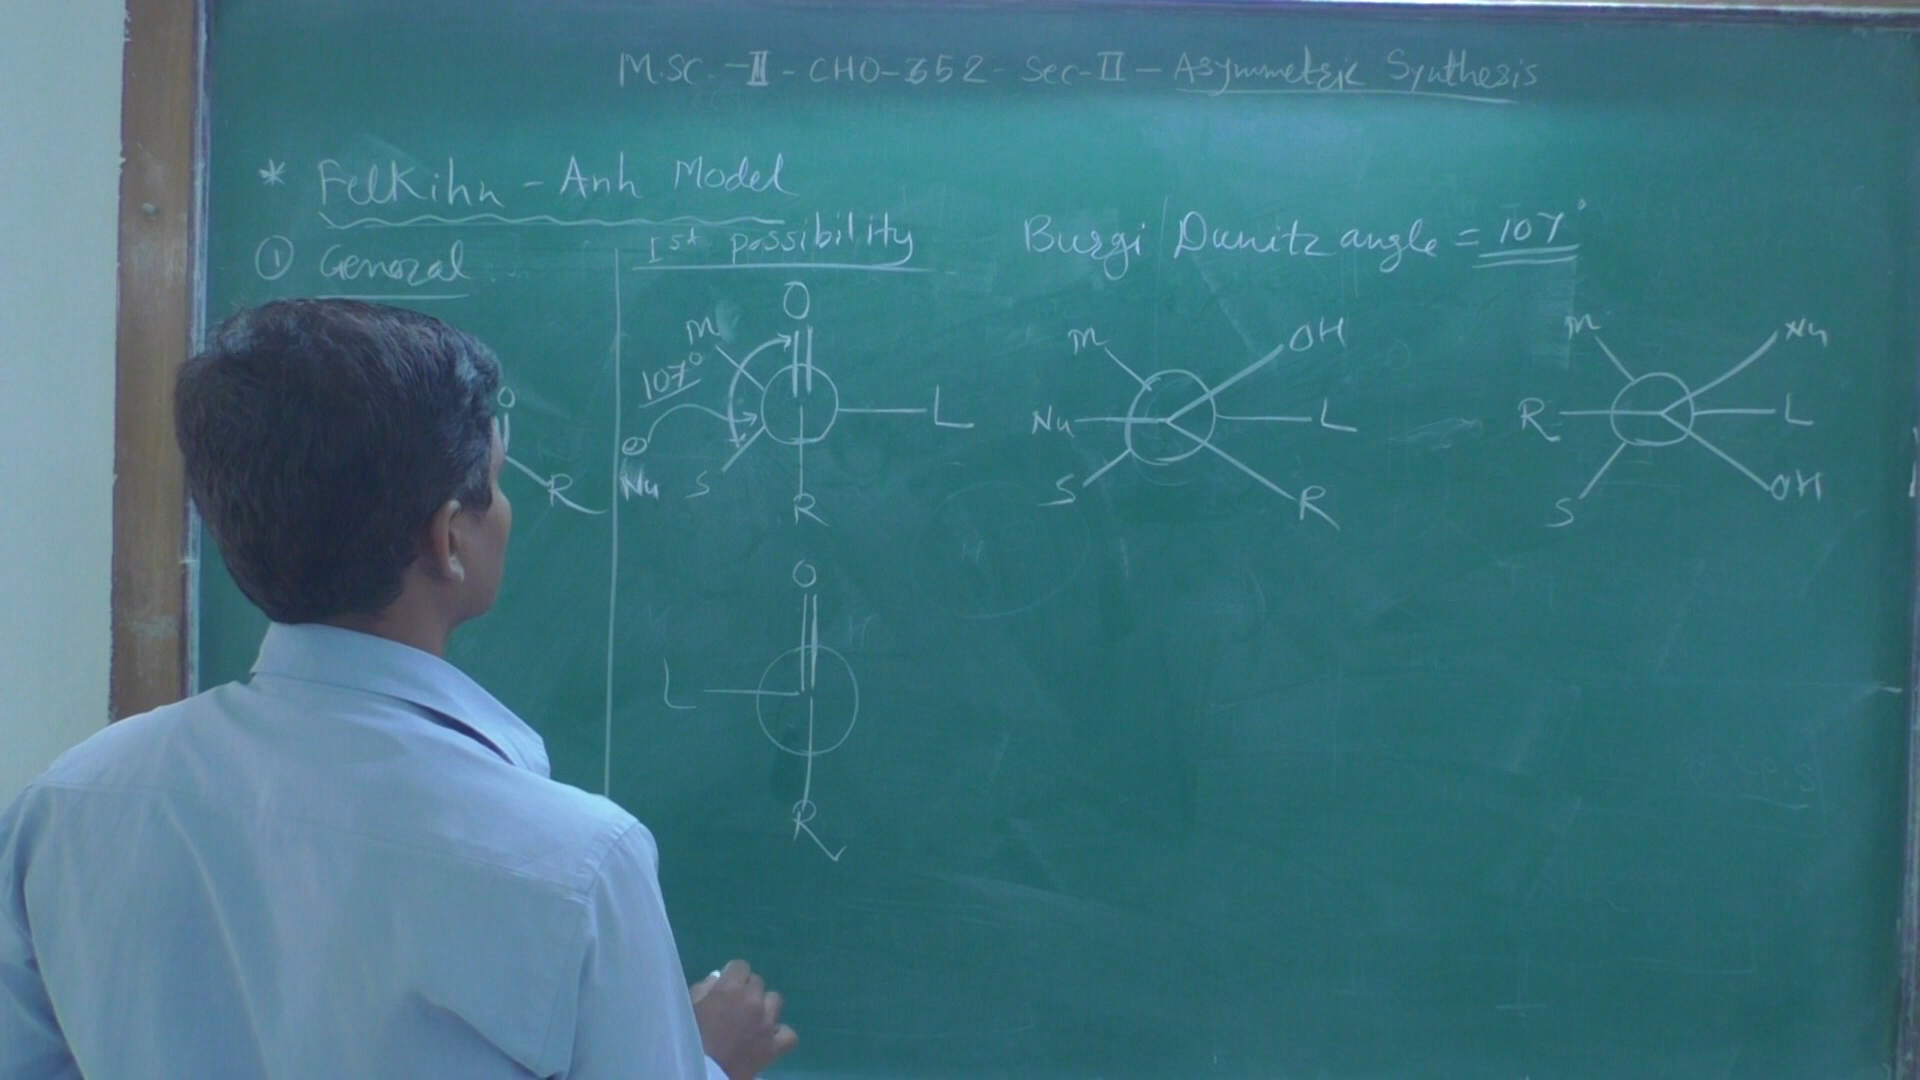 M.SC.-II-CHO-352-Sec-II-Asymmetric Synthesis
* Felkihn-Anh Model
① General
Ist possibility
Burgi Dunitz angle = 107°
O
R
O
M
107°
L
Nu
S
R
M
OH
Nu
L
S
R
M
Nu
R
L
S
OH
O
L
R